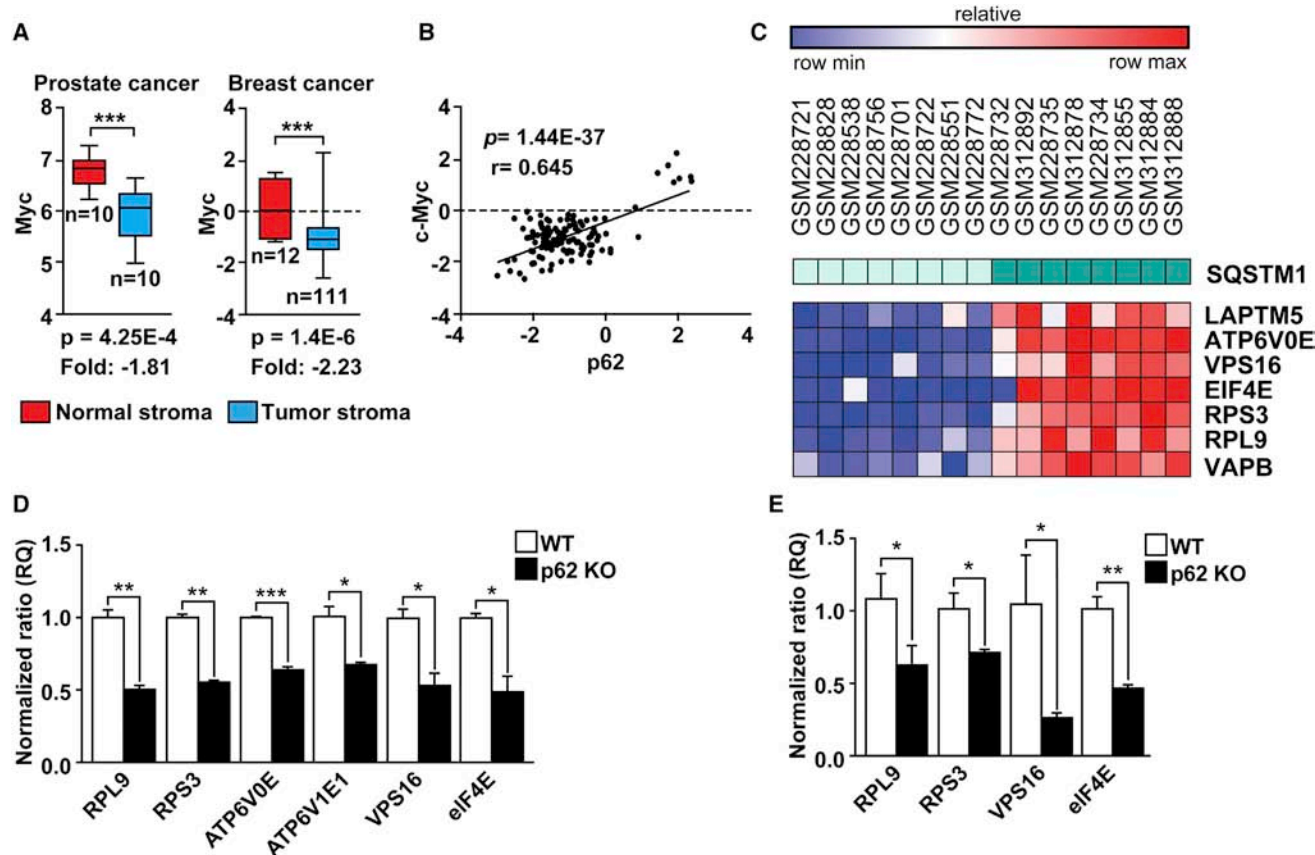 A
Prostate cancer
Breast cancer
8
7
6
5
4
Myc
***
n=10
n=10
p = 4.25E-4
Fold: -1.81
4
2
0
-2
-4
Myc
***
n=12
n=111
p = 1.4E-6
Fold: -2.23
Normal stroma
Tumor stroma
B
4
2
0
-2
4
c-Myc
p= 1.44E-37
r= 0.645
-4
-2
0
2
4
p62
C
relative
row min
row max
GSM228721
GSM228828
GSM228538
GSM228756
GSM228701
GSM228722
GSM228551
GSM228772
GSM228732
GSM312892
GSM228735
GSM312878
GSM228734
GSM312855
GSM312884
GSM312888
SQSTM1
LAPTM5
ATP6V0E
VPS16
EIF4E
RPS3
RPL9
VAPB
D
Normalized ratio (RQ)
1.5
1.0
0.5
0.0
WT
p62 KO
**
**
***
*
*
*
RPL9
RPS3
ATP6V0E
ATP6V1E1
VPS16
eIF4E
E
Normalized ratio (RQ)
1.5
1.0
0.5
0.0
WT
p62 KO
*
*
*
**
RPL9
RPS3
VPS16
eIF4E